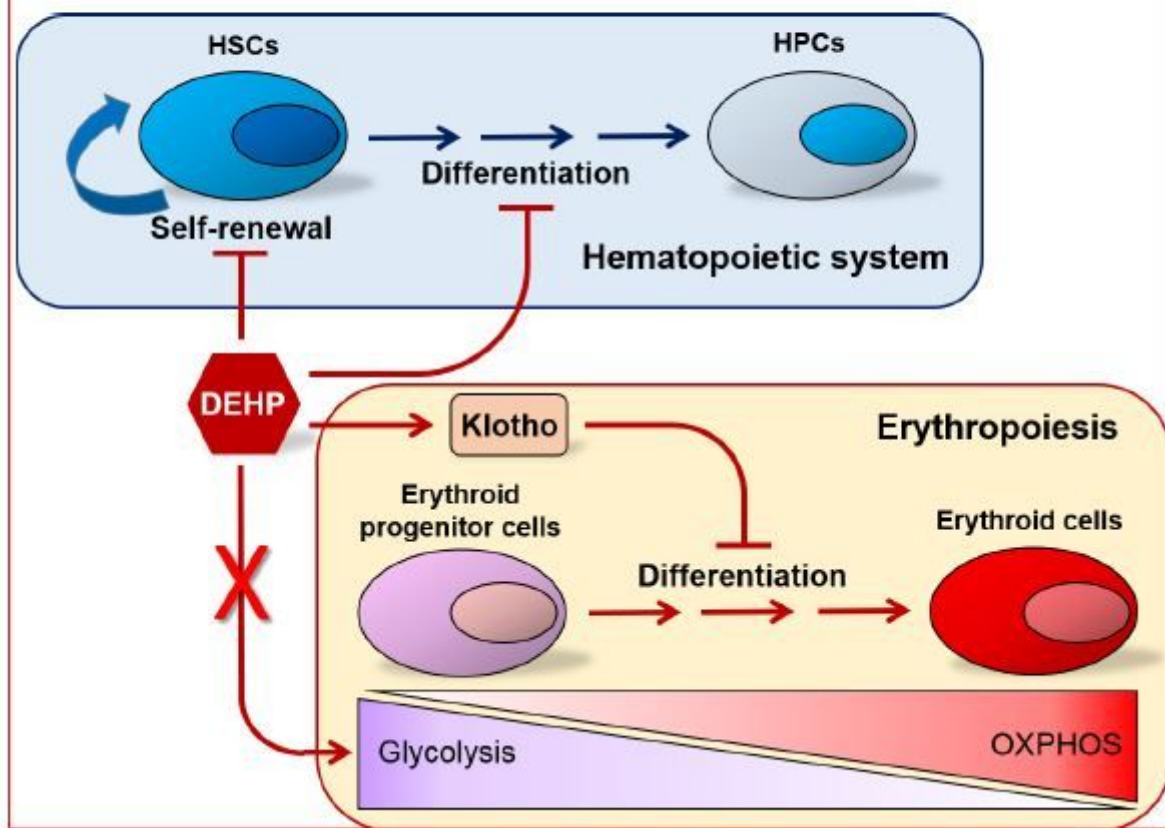 HSCs
HPCs
Differentiation
Self-renewal
Hematopoietic system
DEHP
Klotho
Erythropoiesis
Erythroid
progenitor cells
Erythroid cells
Differentiation
X
Glycolysis
OXPHOS